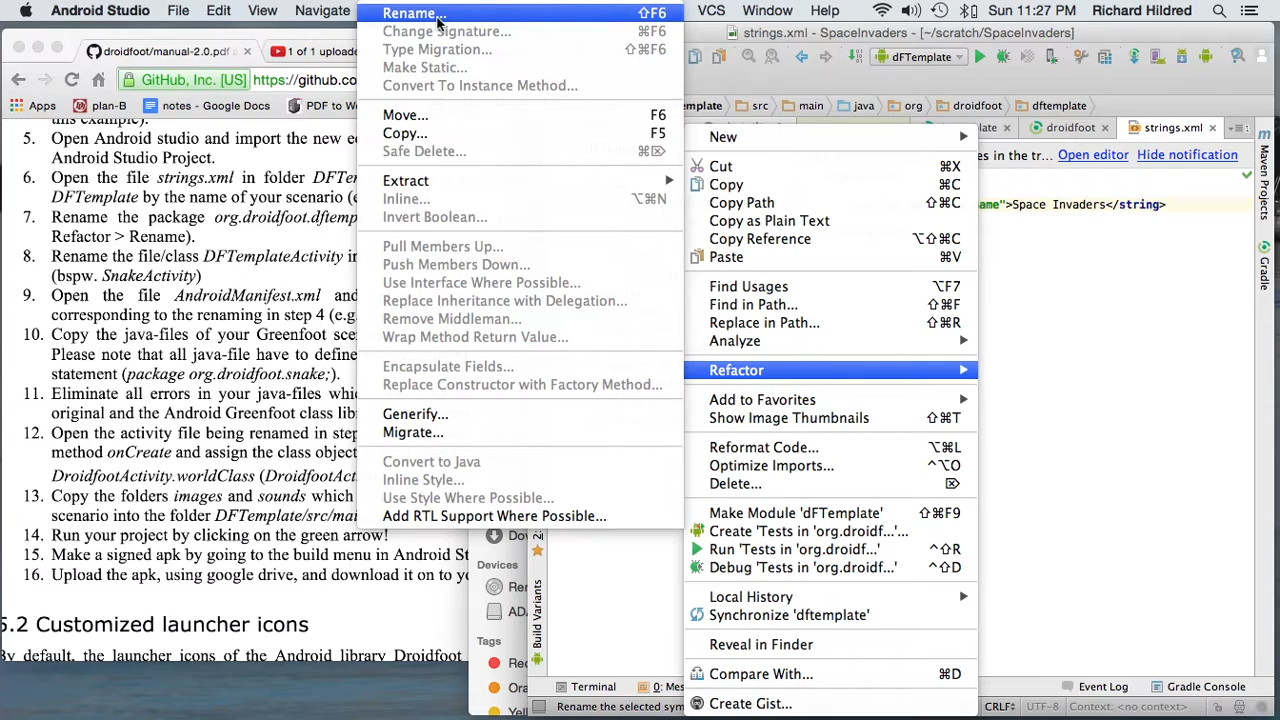 Android Studio File Edit View Navigate
VCS Window Help
Sun 11:27 PM Richard Hildred
droidfoot/manual-2.0.pdf
1 of 1 uploade
GitHub, Inc. [US] https://github.co
Apps plan-B notes - Google Docs PDF to W
this example).
5. Open Android studio and import the new ec
Android Studio Project.
6. Open the file strings.xml in folder DFTe
DFTemplate by the name of your scenario (e
7. Rename the package org.droidfoot.dftemp
Refactor > Rename).
8. Rename the file/class DFTemplateActivity in
(bspw. SnakeActivity)
9. Open the file AndroidManifest.xml and
corresponding to the renaming in step 4 (e.g.
10. Copy the java-files of your Greenfoot sce
Please note that all java-file have to define
statement (package org.droidfoot.snake;).
11. Eliminate all errors in your java-files which
original and the Android Greenfoot class lib
12. Open the activity file being renamed in step
method onCreate and assign the class objec
DroidfootActivity.worldClass (DroidfootAct
13. Copy the folders images and sounds which
scenario into the folder DFTemplate/src/mai
14. Run your project by clicking on the green arrow!
15. Make a signed apk by going to the build menu in Android St
16. Upload the apk, using google drive, and download it on to yo
5.2 Customized launcher icons
By default, the launcher icons of the Android library Droidfoot
Rename... ⇧F6
Change Signature... ⌘F6
Type Migration... ⇧⌘F6
Make Static...
Convert To Instance Method...
Move... F6
Copy... F5
Safe Delete... ⌘⌦
Extract
Inline... ⌥⌘N
Invert Boolean...
Pull Members Up...
Push Members Down...
Use Interface Where Possible...
Replace Inheritance with Delegation...
Remove Middleman...
Wrap Method Return Value...
Encapsulate Fields...
Replace Constructor with Factory Method...
Generify...
Migrate...
Convert to Java
Inline Style...
Use Style Where Possible...
Add RTL Support Where Possible...
Dov
Devices
Rer
ADA
Tags
Rec
Ora
Yello
Build Variants
strings.xml - SpaceInvaders - [~/scratch/SpaceInvaders]
dFTemplate
mplate src main java org droidfoot dftemplate
plate droidfoot strings.xml
es in the tr... Open editor Hide notification
ame">Space Invaders</string>
Maven Projects
Gradle
New
Cut ⌘X
Copy ⌘C
Copy Path ⇧⌘C
Copy as Plain Text
Copy Reference ⌥⇧⌘C
Paste ⌘V
Find Usages ⌥F7
Find in Path... ⇧⌘F
Replace in Path... ⇧⌘R
Analyze
Refactor
Add to Favorites
Show Image Thumbnails ⇧⌘T
Reformat Code... ⌥⌘L
Optimize Imports... ^⌥O
Delete... ⌦
Make Module 'dFTemplate' ⇧⌘F9
Create 'Tests in 'org.droidf...'...
Run 'Tests in 'org.droidf...' ^⇧R
Debug 'Tests in 'org.droidf...' ^⇧D
Local History
Synchronize 'dftemplate'
Reveal in Finder
Compare With... ⌘D
Create Gist...
Terminal 0: Mes
Event Log Gradle Console
Rename the selected sym
CRLF÷ UTF-8 Context: <no context>